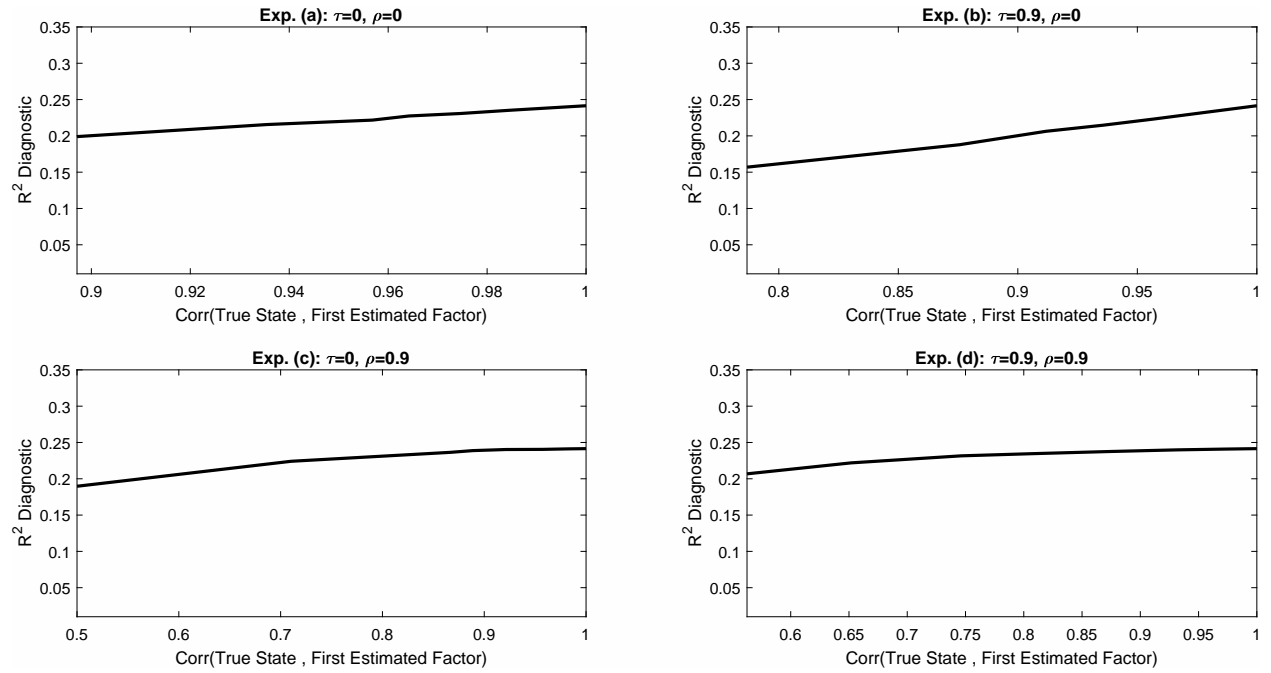 Exp. (a): τ=0, ρ=0
0.35
0.3
0.25
0.2
0.15
0.1
0.05
R² Diagnostic
0.9 0.92 0.94 0.96 0.98 1
Corr(True State , First Estimated Factor)
Exp. (b): τ=0.9, ρ=0
0.35
0.3
0.25
0.2
0.15
0.1
0.05
R² Diagnostic
0.8 0.85 0.9 0.95 1
Corr(True State , First Estimated Factor)
Exp. (c): τ=0, ρ=0.9
0.35
0.3
0.25
0.2
0.15
0.1
0.05
R² Diagnostic
0.5 0.6 0.7 0.8 0.9 1
Corr(True State , First Estimated Factor)
Exp. (d): τ=0.9, ρ=0.9
0.35
0.3
0.25
0.2
0.15
0.1
0.05
R² Diagnostic
0.6 0.65 0.7 0.75 0.8 0.85 0.9 0.95 1
Corr(True State , First Estimated Factor)